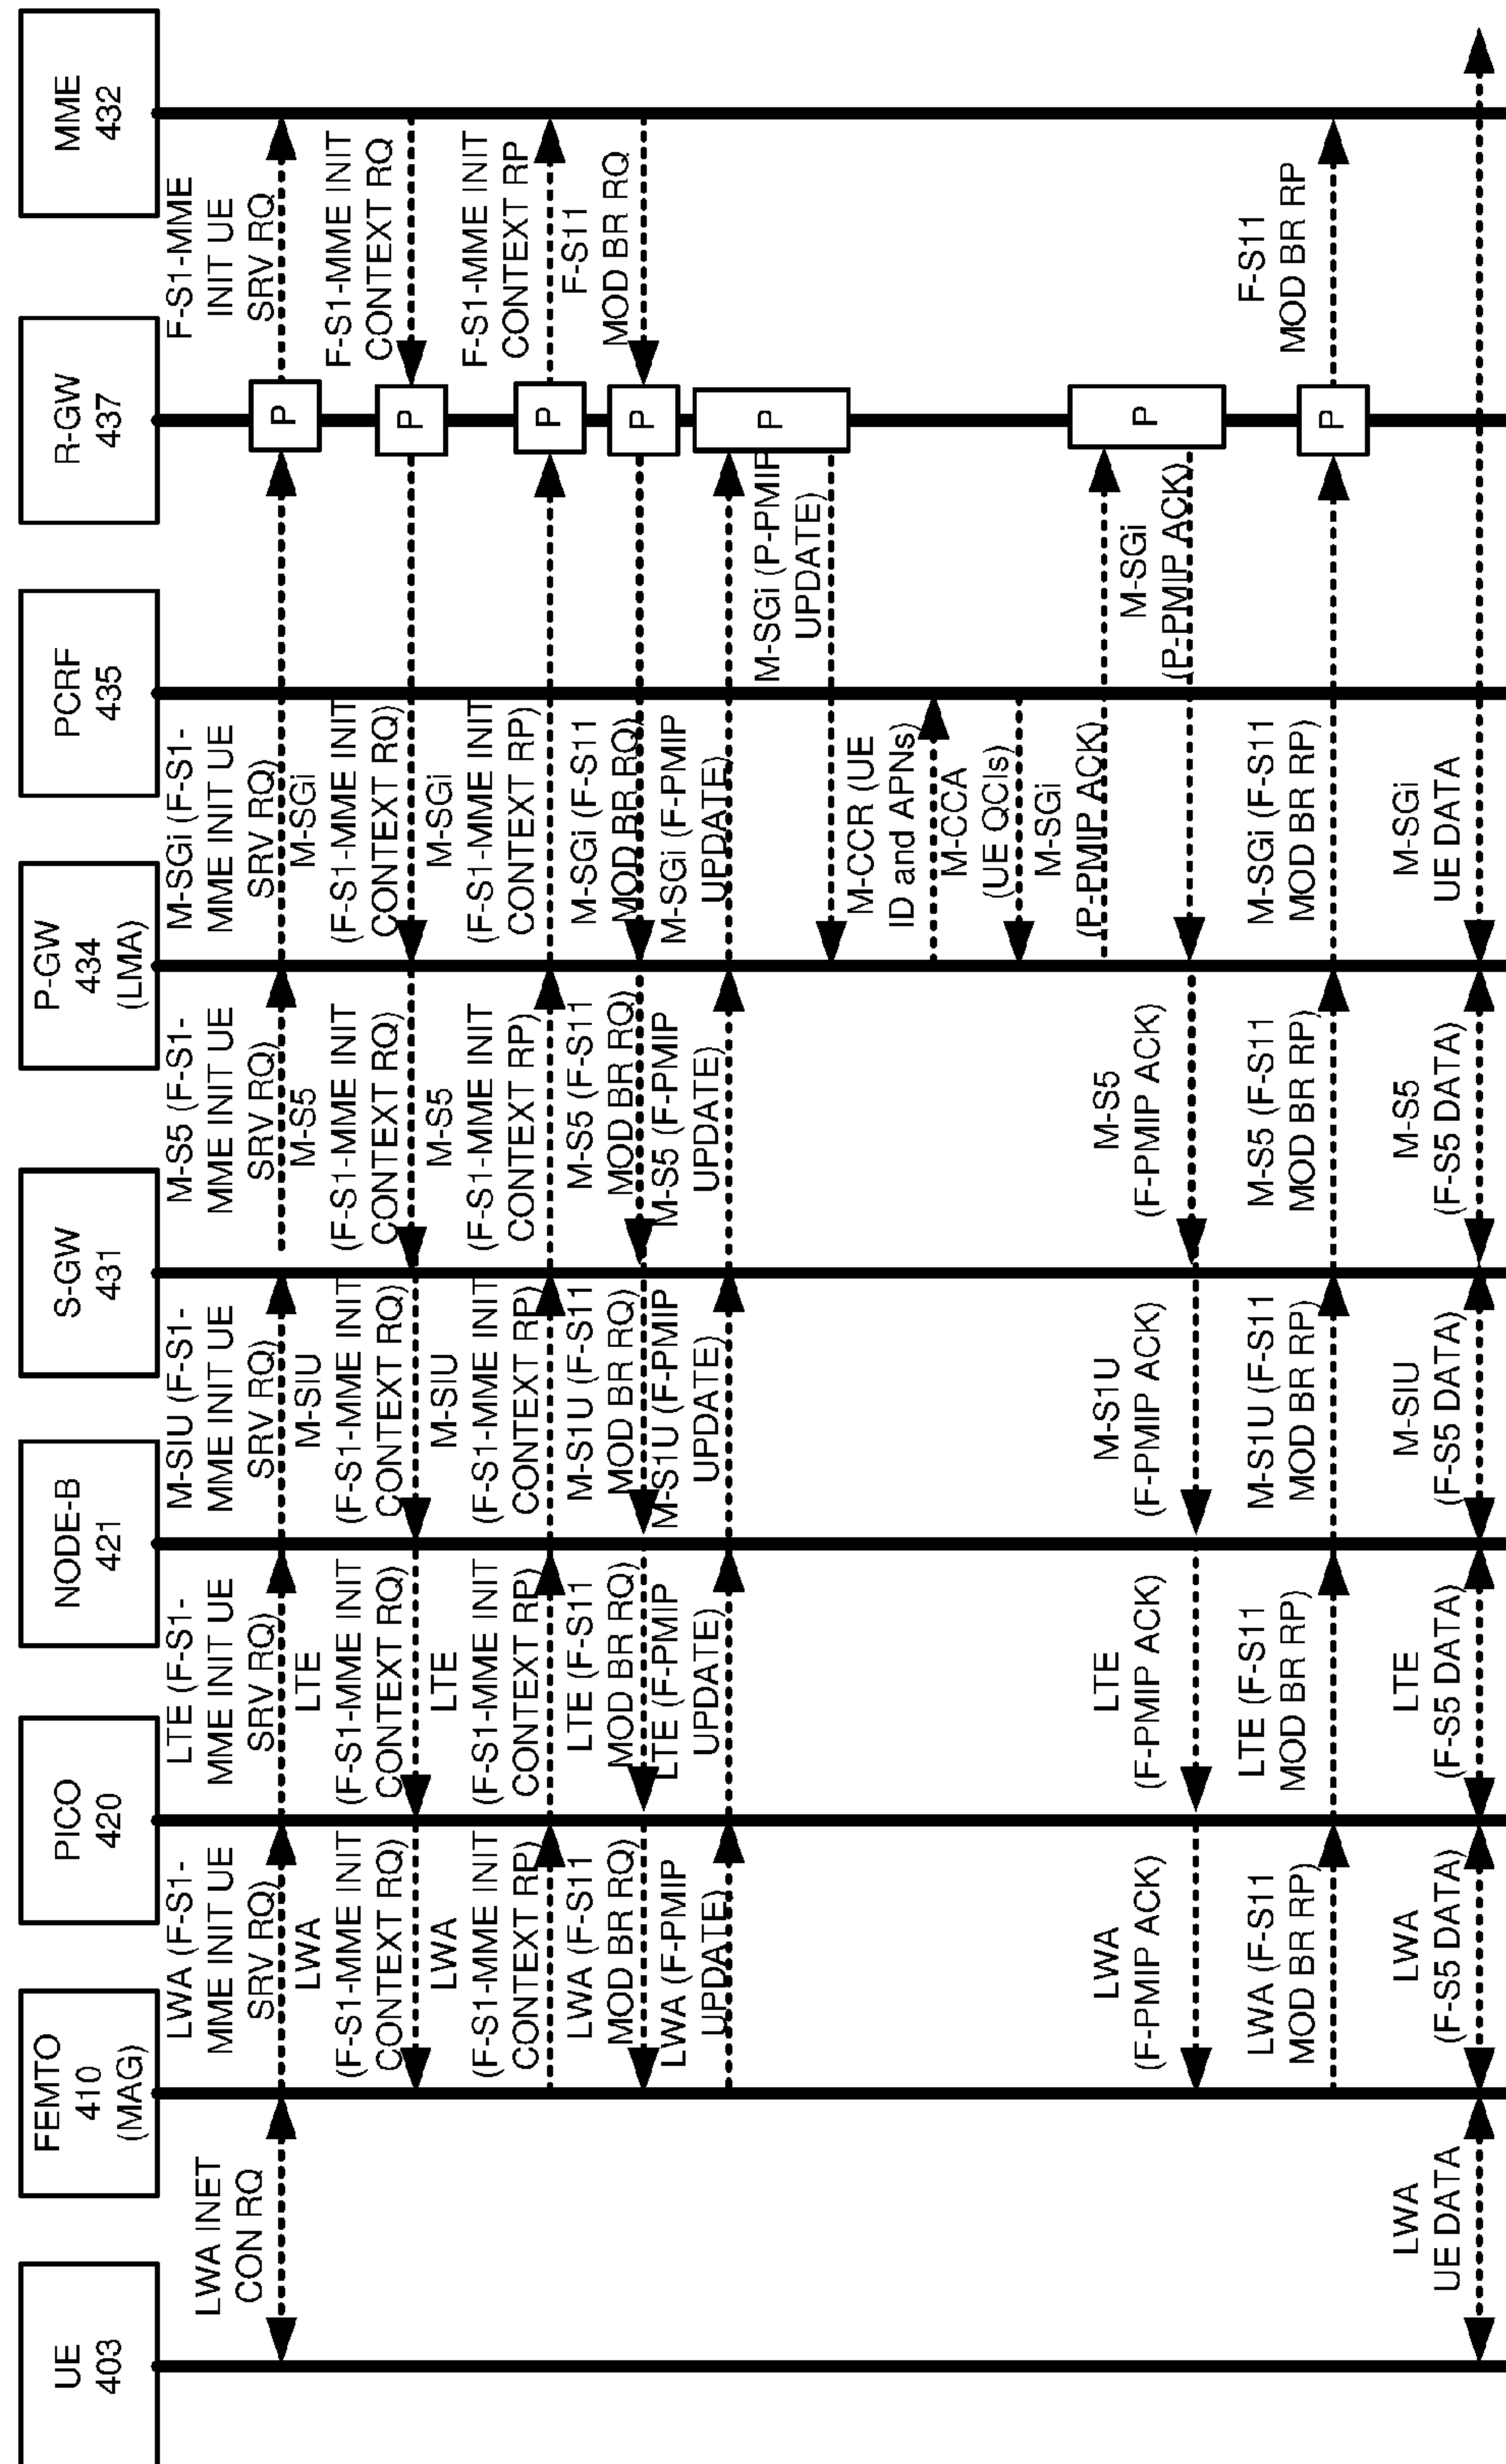 UE
403
FEMTO
410
(MAG)
PICO
420
NODE-B
421
S-GW
431
P-GW
434
(LMA)
PCRF
435
R-GW
437
MME
432
LWA INET
CON RQ
LWA (F-S1-
MME INIT UE
SRV RQ)
LTE (F-S1-
MME INIT UE
SRV RQ)
M-SIU (F-S1-
MME INIT UE
SRV RQ)
M-S5 (F-S1-
MME INIT UE
SRV RQ)
M-SGi (F-S1-
MME INIT UE
SRV RQ)
P
F-S1-MME
INIT UE
SRV RQ
LWA
(F-S1-MME INIT
CONTEXT RQ)
LTE
(F-S1-MME INIT
CONTEXT RQ)
M-SIU
(F-S1-MME INIT
CONTEXT RQ)
M-S5
(F-S1-MME INIT
CONTEXT RQ)
M-SGi
(F-S1-MME INIT
CONTEXT RQ)
P
F-S1-MME INIT
CONTEXT RQ
LWA
(F-S1-MME INIT
CONTEXT RP)
LTE
(F-S1-MME INIT
CONTEXT RP)
M-SIU
(F-S1-MME INIT
CONTEXT RP)
M-S5
(F-S1-MME INIT
CONTEXT RP)
M-SGi
(F-S1-MME INIT
CONTEXT RP)
P
F-S1-MME INIT
CONTEXT RP
LWA (F-S11
MOD BR RQ)
LTE (F-S11
MOD BR RQ)
M-S1U (F-S11
MOD BR RQ)
M-S5 (F-S11
MOD BR RQ)
M-SGi (F-S11
MOD BR RQ)
P
F-S11
MOD BR RQ
LWA (F-PMIP
UPDATE)
LTE (F-PMIP
UPDATE)
M-S1U (F-PMIP
UPDATE)
M-S5 (F-PMIP
UPDATE)
M-SGi (F-PMIP
UPDATE)
P
M-SGi (P-PMIP
UPDATE)
M-CCR (UE
ID and APNs)
M-CCA
(UE QCIs)
M-SGi
(P-PMIP ACK)
P
LWA
(F-PMIP ACK)
LTE
(F-PMIP ACK)
M-S1U
(F-PMIP ACK)
M-S5
(F-PMIP ACK)
M-SGi
(P-PMIP ACK)
LWA (F-S11
MOD BR RP)
LTE (F-S11
MOD BR RP)
M-S1U (F-S11
MOD BR RP)
M-S5 (F-S11
MOD BR RP)
M-SGi (F-S11
MOD BR RP)
P
F-S11
MOD BR RP
LWA
UE DATA
LWA
(F-S5 DATA)
LTE
(F-S5 DATA)
M-SIU
(F-S5 DATA)
M-S5
(F-S5 DATA)
M-SGi
UE DATA